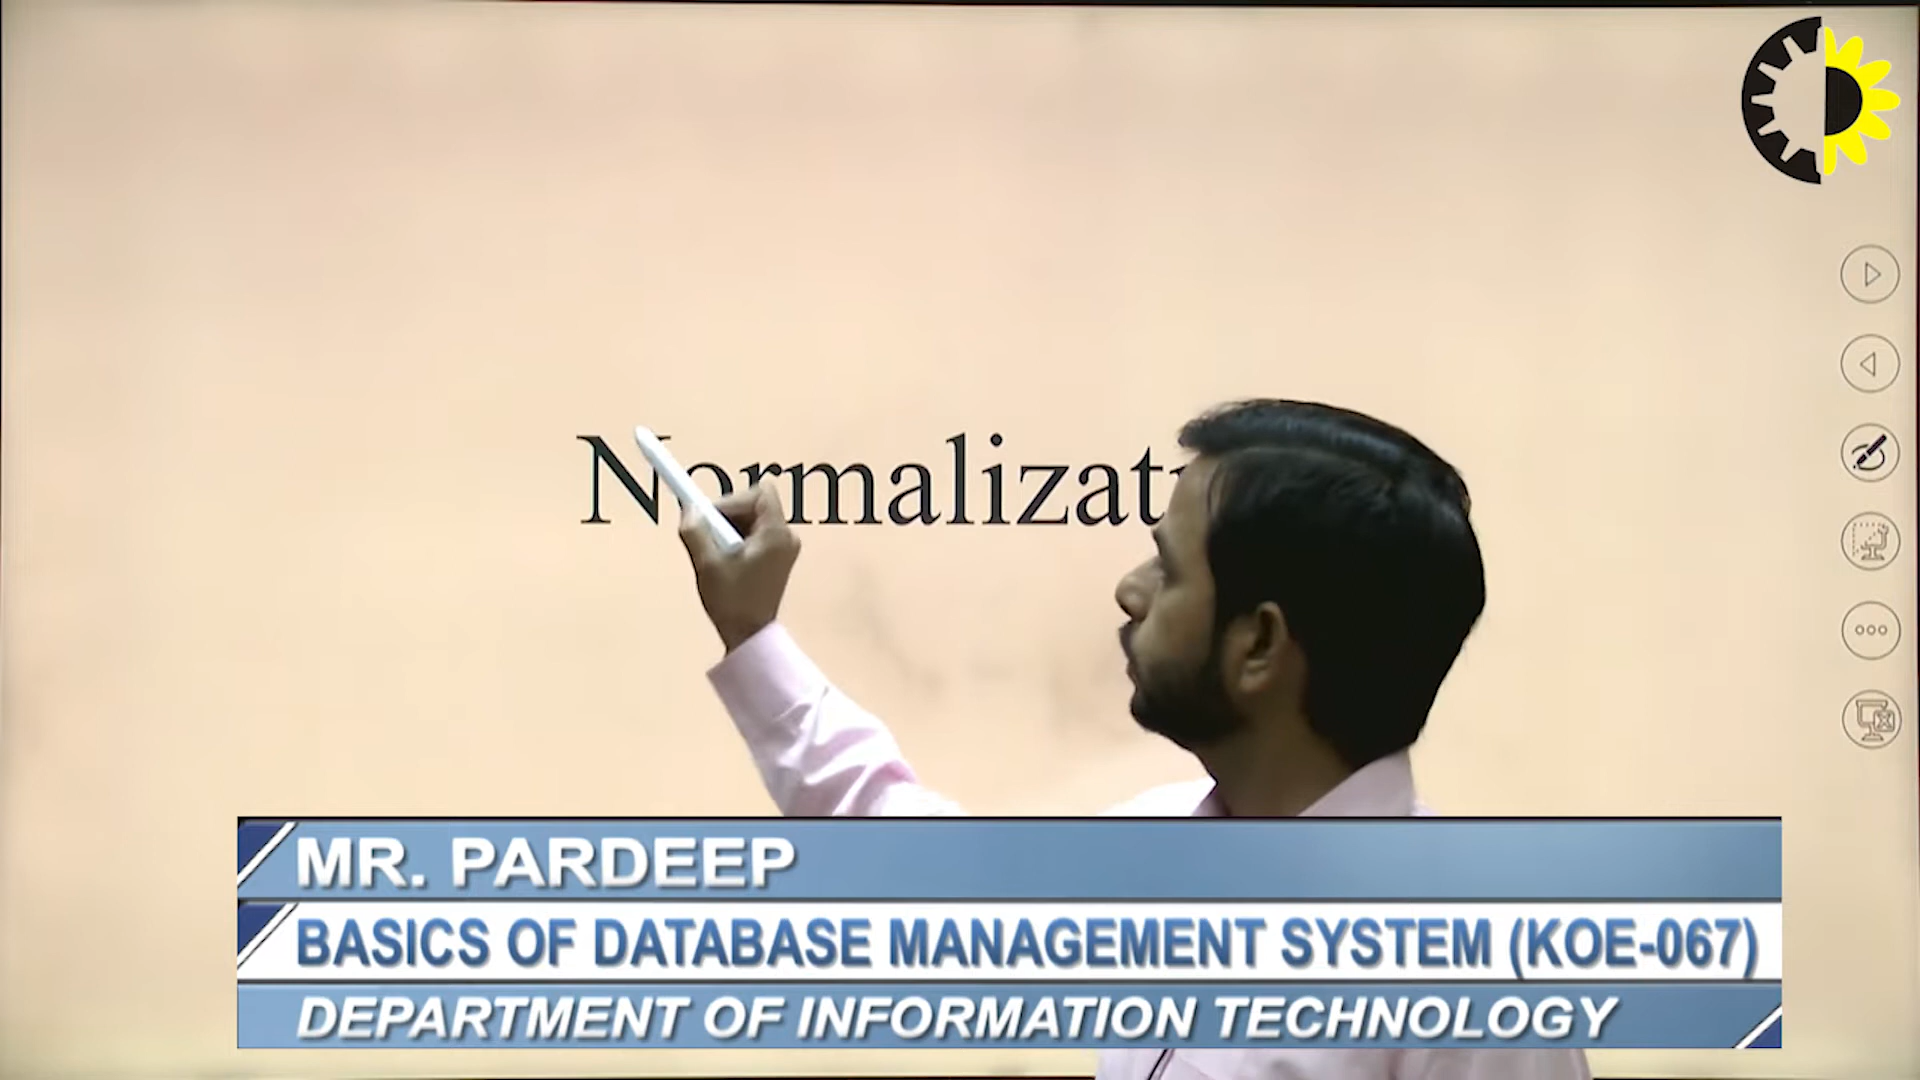 Normalizat
MR. PARDEEP
BASICS OF DATABASE MANAGEMENT SYSTEM (KOE-067)
DEPARTMENT OF INFORMATION TECHNOLOGY